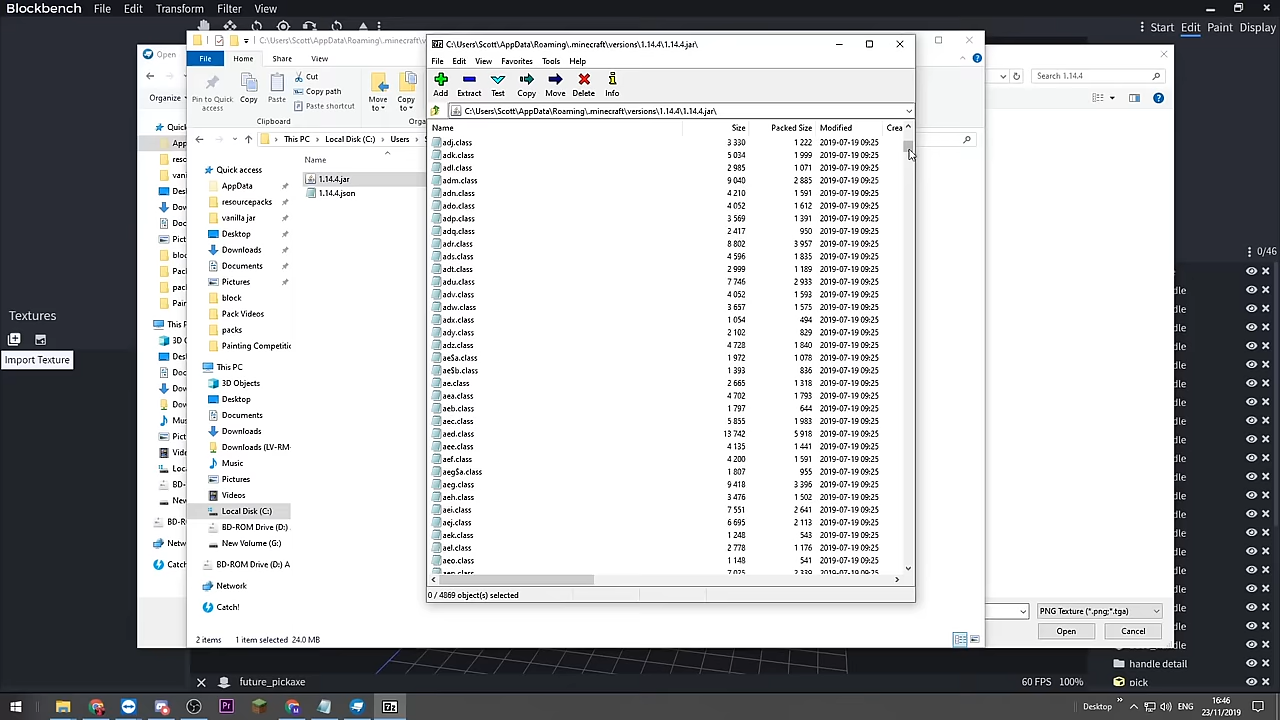 Blockbench File Edit Transform Filter View
Start Edit Paint Display
Open
Organize
Search 1.14.4
C:\Users\Scott\AppData\Roaming\.minecraft\versions\
File Home Share View
Pin to Quick access
Copy
Paste
Cut
Copy path
Paste shortcut
Clipboard
Move to
Copy to
This PC Local Disk (C:) Users
Quick access
AppData
resourcepacks
vanilla jar
Desktop
Downloads
Documents
Pictures
block
Pack Videos
packs
Painting Competitic
This PC
3D Objects
Desktop
Documents
Downloads
Downloads (LV-RM-
Music
Pictures
Videos
Local Disk (C:)
BD-ROM Drive (D:)
New Volume (G:)
BD-ROM Drive (D:) A
Network
Catch!
Name
1.14.4.jar
1.14.4.json
2 items 1 item selected 24.0 MB
C:\Users\Scott\AppData\Roaming\.minecraft\versions\1.14.4\1.14.4.jar\
File Edit View Favorites Tools Help
Add Extract Test Copy Move Delete Info
C:\Users\Scott\AppData\Roaming\.minecraft\versions\1.14.4\1.14.4.jar\
Name Size Packed Size Modified Crea
adj.class 3 330 1 222 2019-07-19 09:25
adk.class 5 034 1 999 2019-07-19 09:25
adl.class 2 985 1 071 2019-07-19 09:25
adm.class 9 040 2 885 2019-07-19 09:25
adn.class 4 210 1 591 2019-07-19 09:25
ado.class 4 052 1 612 2019-07-19 09:25
adp.class 3 569 1 391 2019-07-19 09:25
adq.class 2 417 950 2019-07-19 09:25
adr.class 8 802 3 957 2019-07-19 09:25
ads.class 4 596 1 835 2019-07-19 09:25
adt.class 2 999 1 189 2019-07-19 09:25
adu.class 7 746 2 933 2019-07-19 09:25
adv.class 4 052 1 593 2019-07-19 09:25
adw.class 3 657 1 575 2019-07-19 09:25
adx.class 1 054 494 2019-07-19 09:25
ady.class 2 102 829 2019-07-19 09:25
adz.class 4 728 1 840 2019-07-19 09:25
ae$a.class 1 972 1 078 2019-07-19 09:25
ae$b.class 1 393 836 2019-07-19 09:25
ae.class 2 665 1 318 2019-07-19 09:25
aea.class 4 702 1 793 2019-07-19 09:25
aeb.class 1 797 644 2019-07-19 09:25
aec.class 5 855 1 983 2019-07-19 09:25
aed.class 13 742 5 918 2019-07-19 09:25
aee.class 4 135 1 441 2019-07-19 09:25
aef.class 4 200 1 591 2019-07-19 09:25
aeg$a.class 1 807 955 2019-07-19 09:25
aeg.class 9 418 3 396 2019-07-19 09:25
aeh.class 3 476 1 502 2019-07-19 09:25
aei.class 7 551 2 641 2019-07-19 09:25
aej.class 6 695 2 113 2019-07-19 09:25
aek.class 1 248 543 2019-07-19 09:25
ael.class 2 778 1 176 2019-07-19 09:25
aeo.class 1 148 541 2019-07-19 09:25
0 / 4869 object(s) selected
Textures
Import Texture
0/46
PNG Texture (*.png;*.tga)
Open Cancel
handle detail
pick
future_pickaxe
60 FPS 100%
Desktop
ENG
16:46
23/11/2019